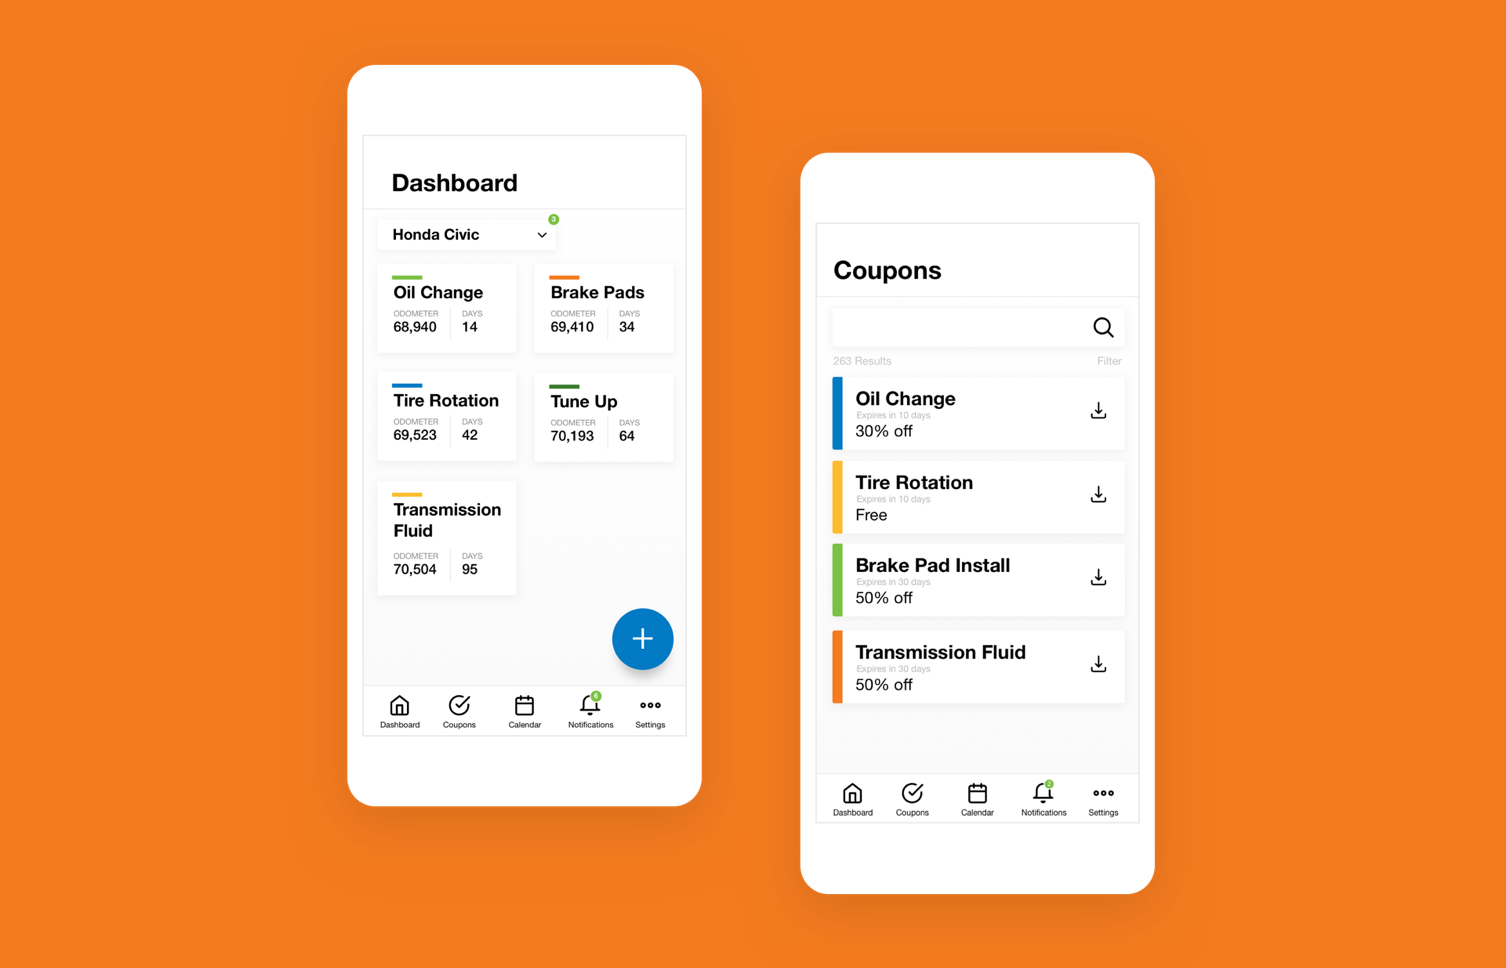 Dashboard
3
Honda Civic
Oil Change
ODOMETER DAYS
68,940 14
Brake Pads
ODOMETER DAYS
69,410 34
Tire Rotation
ODOMETER DAYS
69,523 42
Tune Up
ODOMETER DAYS
70,193 64
Transmission
Fluid
ODOMETER DAYS
70,504 95
6
Dashboard Coupons Calendar Notifications Settings
Coupons
263 Results Filter
Oil Change
Expires in 10 days
30% off
Tire Rotation
Expires in 10 days
Free
Brake Pad Install
Expires in 30 days
50% off
Transmission Fluid
Expires in 30 days
50% off
2
Dashboard Coupons Calendar Notifications Settings